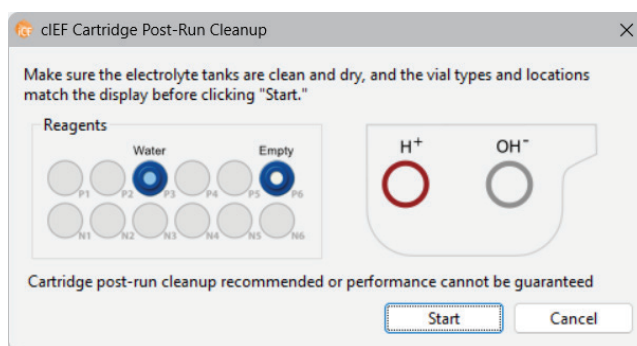 cIEF Cartridge Post-Run Cleanup
Make sure the electrolyte tanks are clean and dry, and the vial types and locations
match the display before clicking "Start."
Reagents
Water Empty
P1 P2 P3 P4 P5 P6
N1 N2 N3 N4 N5 N6
H+ OH-
Cartridge post-run cleanup recommended or performance cannot be guaranteed
Start Cancel